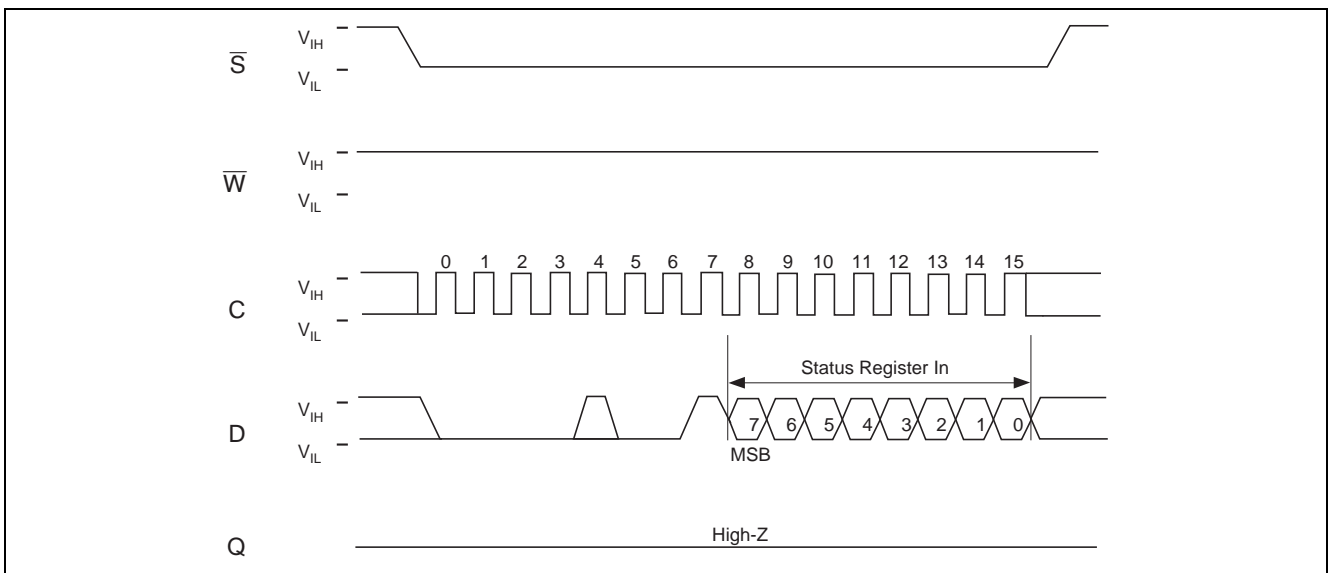 S̅
V_IH
V_IL
W̅
V_IH
V_IL
C
V_IH
V_IL
0 1 2 3 4 5 6 7 8 9 10 11 12 13 14 15
Status Register In
D
V_IH
V_IL
7 6 5 4 3 2 1 0
MSB
Q
High-Z